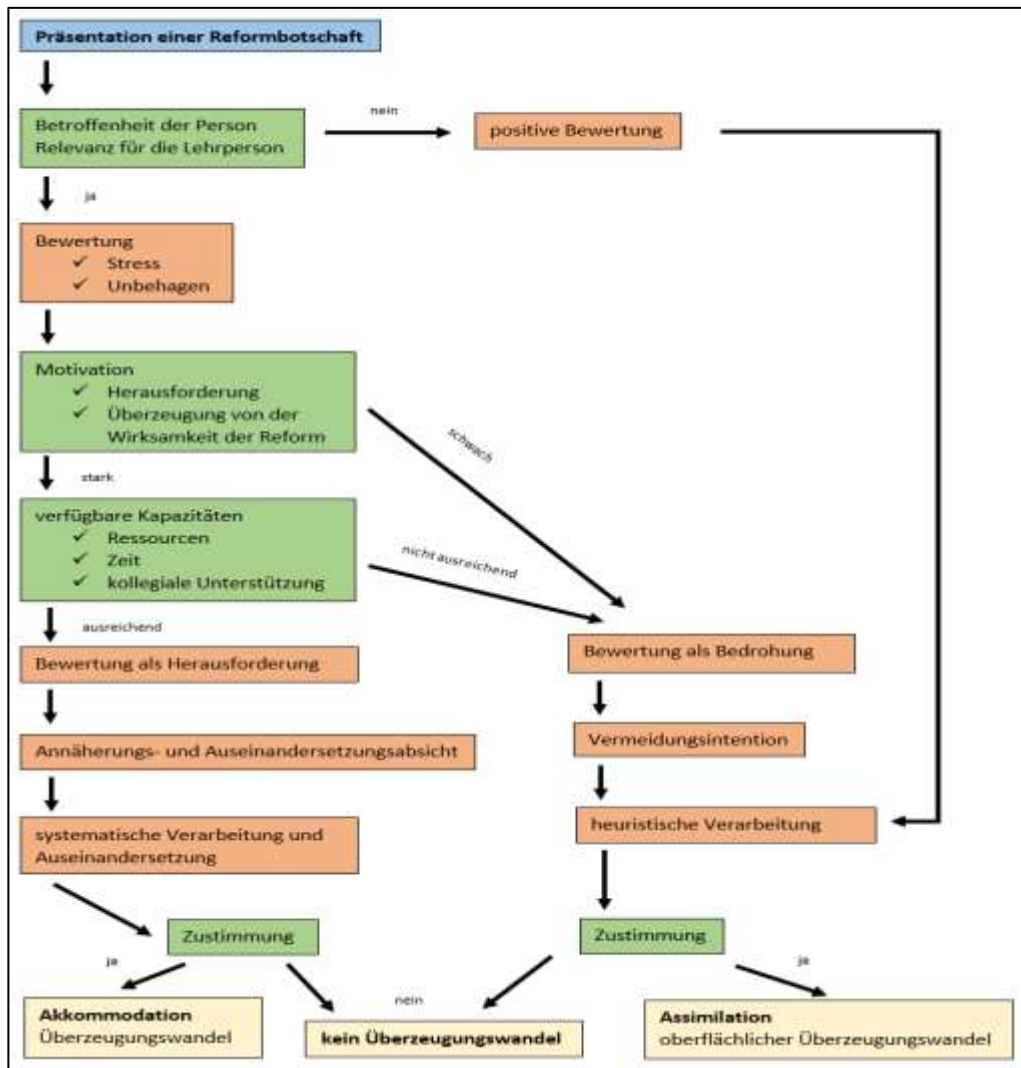 Präsentation einer Reformbotschaft
Betroffenheit der Person
Relevanz für die Lehrperson
nein
positive Bewertung
ja
Bewertung
✓ Stress
✓ Unbehagen
Motivation
✓ Herausforderung
✓ Überzeugung von der
Wirksamkeit der Reform
schwach
stark
verfügbare Kapazitäten
✓ Ressourcen
✓ Zeit
✓ kollegiale Unterstützung
nicht ausreichend
ausreichend
Bewertung als Herausforderung
Bewertung als Bedrohung
Annäherungs- und Auseinandersetzungsabsicht
Vermeidungsintention
systematische Verarbeitung und
Auseinandersetzung
heuristische Verarbeitung
Zustimmung
Zustimmung
ja
nein
ja
Akkommodation
Überzeugungswandel
kein Überzeugungswandel
Assimilation
oberflächlicher Überzeugungswandel